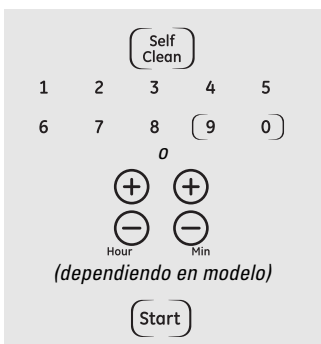 Self
Clean
1 2 3 4 5
6 7 8 9 0
o
+ +
− −
Hour Min
(dependiendo en modelo)
Start